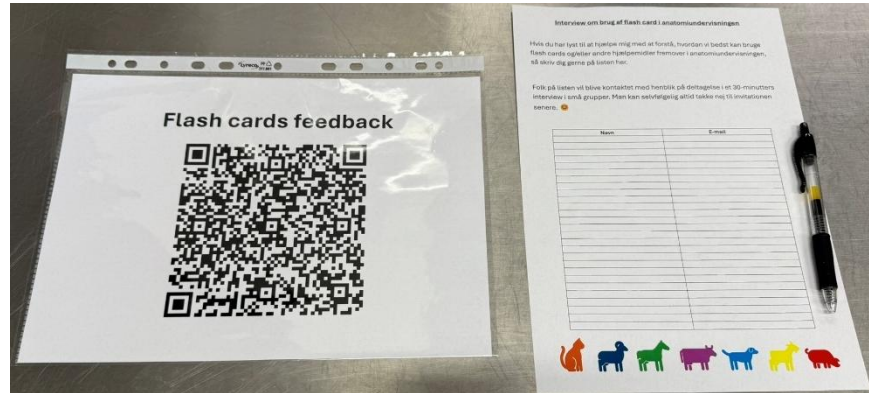 Flash cards feedback
Interview om brug af flash card i anatomiundervisningen
Hvis du har lyst til at hjælpe mig med at forstå, hvordan vi bedst kan bruge
flash cards og/eller andre hjælpemidler fremover i anatomiundervisningen,
så skriv dig gerne på listen her.
Folk på listen vil blive kontaktet med henblik på deltagelse i et 30-minutters
interview i små grupper. Man kan selvfølgelig altid takke nej til invitationen
senere. 😊
Navn E-mail